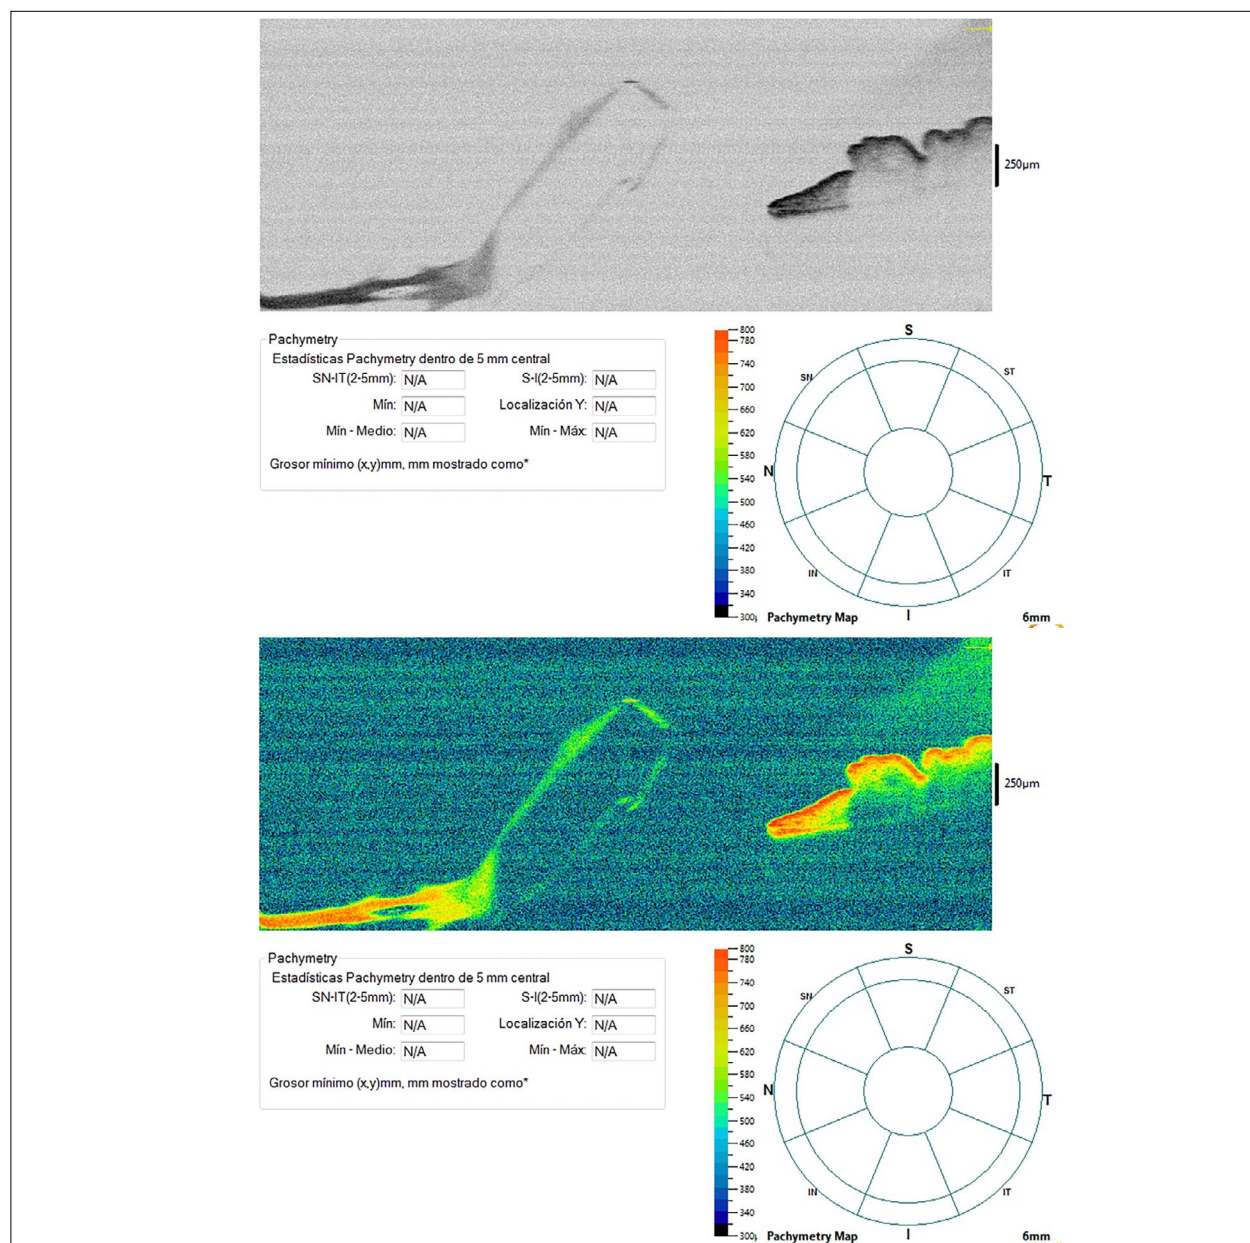 250µm
Pachymetry
Estadísticas Pachymetry dentro de 5 mm central
SN-IT(2-5mm): N/A S-I(2-5mm): N/A
Mín: N/A Localización Y: N/A
Mín - Medio: N/A Mín - Máx: N/A
Grosor mínimo (x,y)mm, mm mostrado como*
800
780
740
700
660
620
580
540
500
460
420
380
340
300µ
S
SN
ST
N
T
IN
IT
I
Pachymetry Map
6mm
250µm
Pachymetry
Estadísticas Pachymetry dentro de 5 mm central
SN-IT(2-5mm): N/A S-I(2-5mm): N/A
Mín: N/A Localización Y: N/A
Mín - Medio: N/A Mín - Máx: N/A
Grosor mínimo (x,y)mm, mm mostrado como*
800
780
740
700
660
620
580
540
500
460
420
380
340
300µ
S
SN
ST
N
T
IN
IT
I
Pachymetry Map
6mm